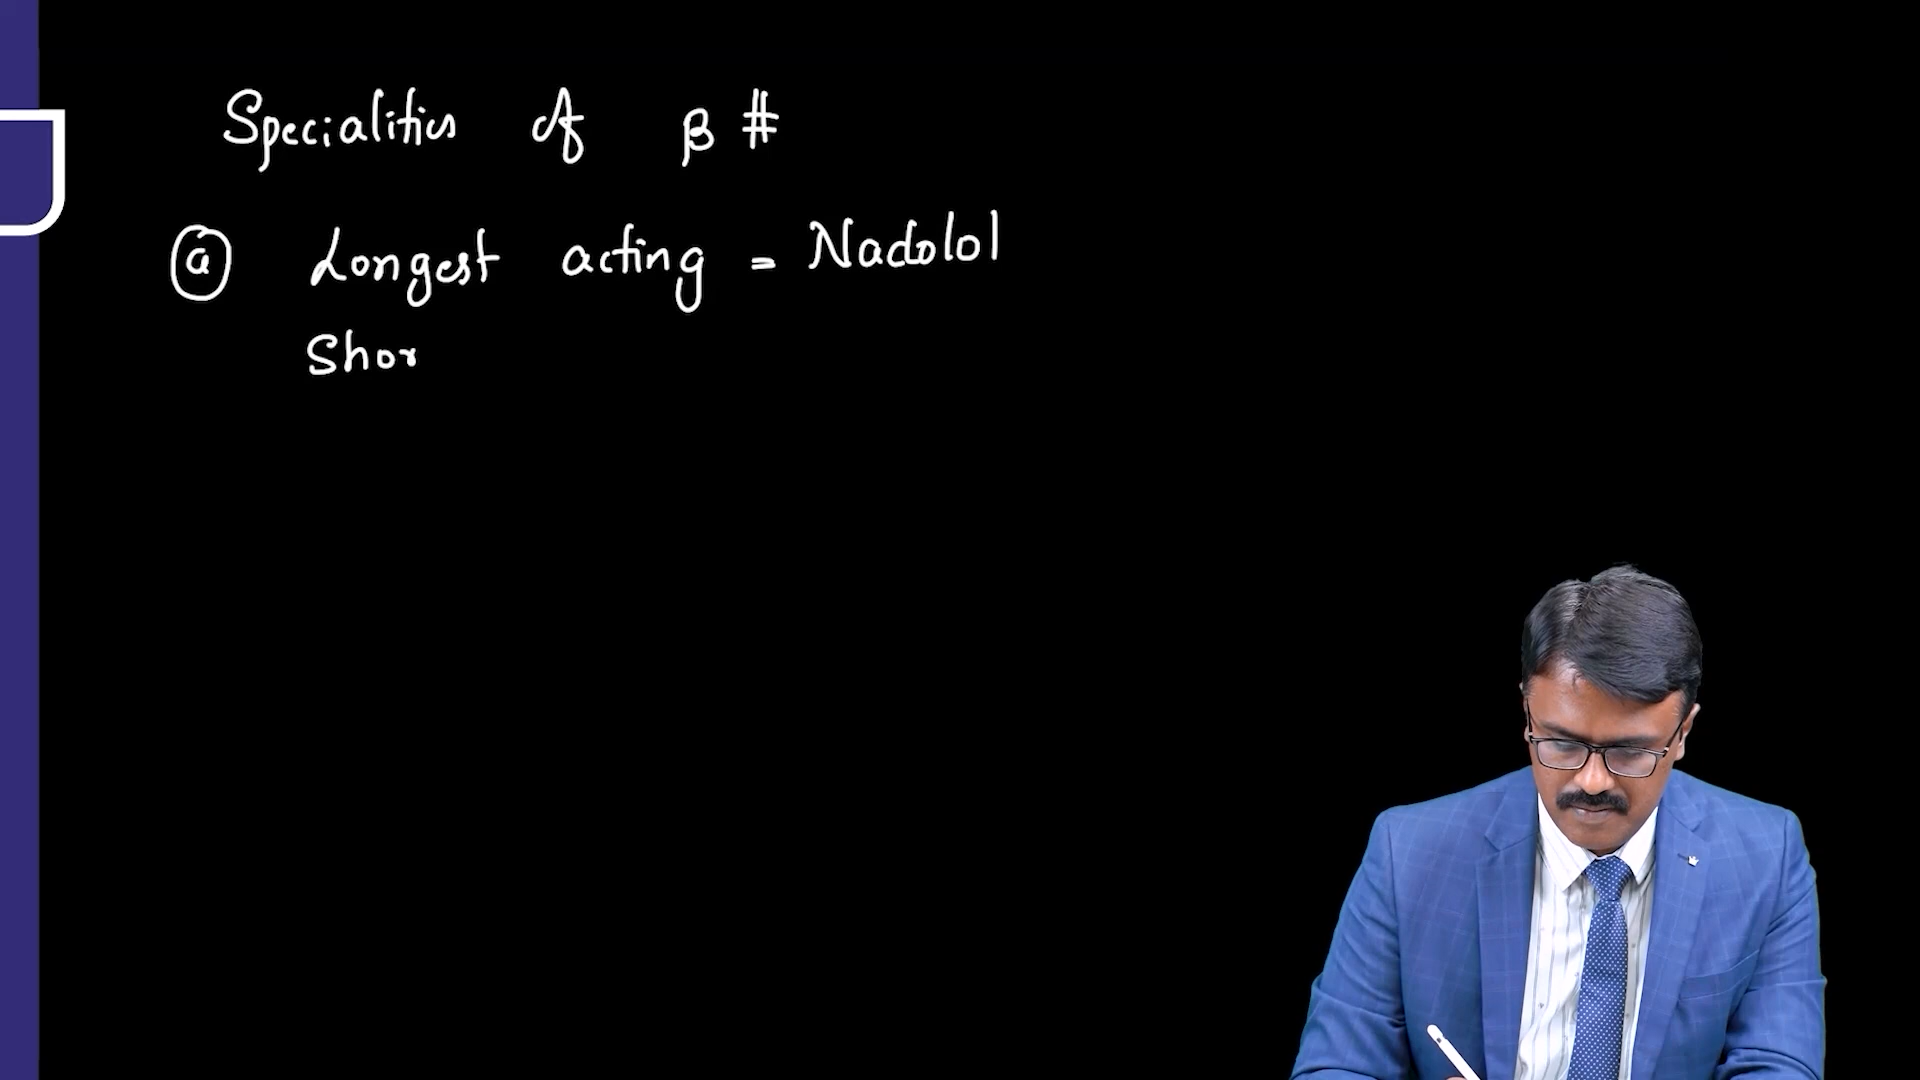 Specialities of β #
ⓐ Longest acting = Nadolol
Shor